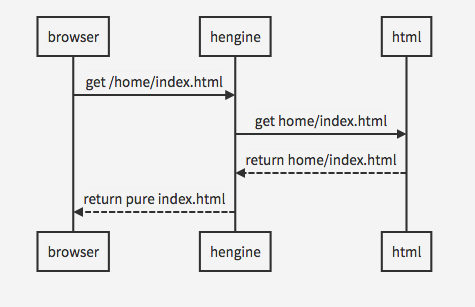 browser
hengine
html
get /home/index.html
get home/index.html
return home/index.html
return pure index.html
browser
hengine
html